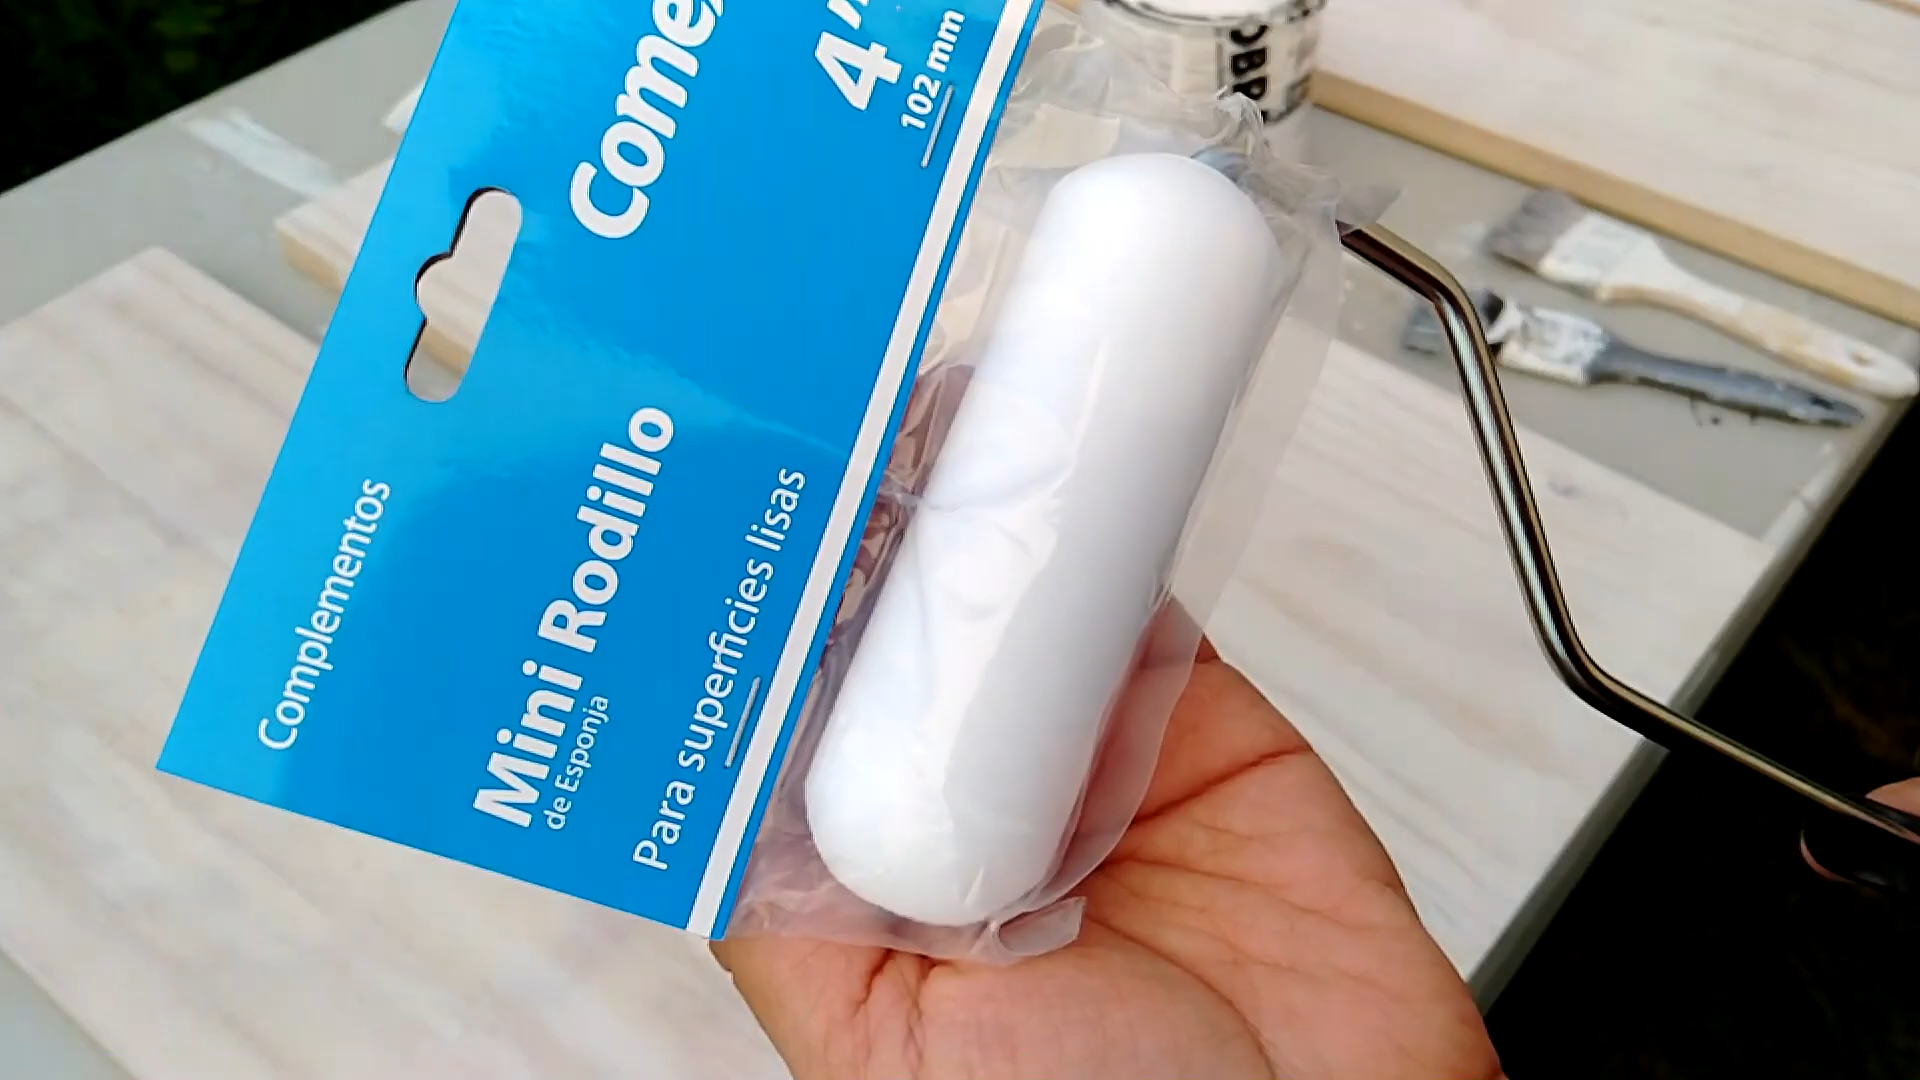 Complementos
Come
Mini Rodillo
de Esponja
4"
Para superficies lisas
102 mm